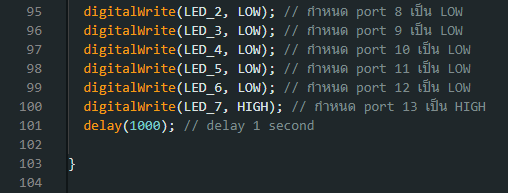 95 digitalWrite(LED_2, LOW); // กำหนด port 8 เป็น LOW
96 digitalWrite(LED_3, LOW); // กำหนด port 9 เป็น LOW
97 digitalWrite(LED_4, LOW); // กำหนด port 10 เป็น LOW
98 digitalWrite(LED_5, LOW); // กำหนด port 11 เป็น LOW
99 digitalWrite(LED_6, LOW); // กำหนด port 12 เป็น LOW
100 digitalWrite(LED_7, HIGH); // กำหนด port 13 เป็น HIGH
101 delay(1000); // delay 1 second
102
103 }
104